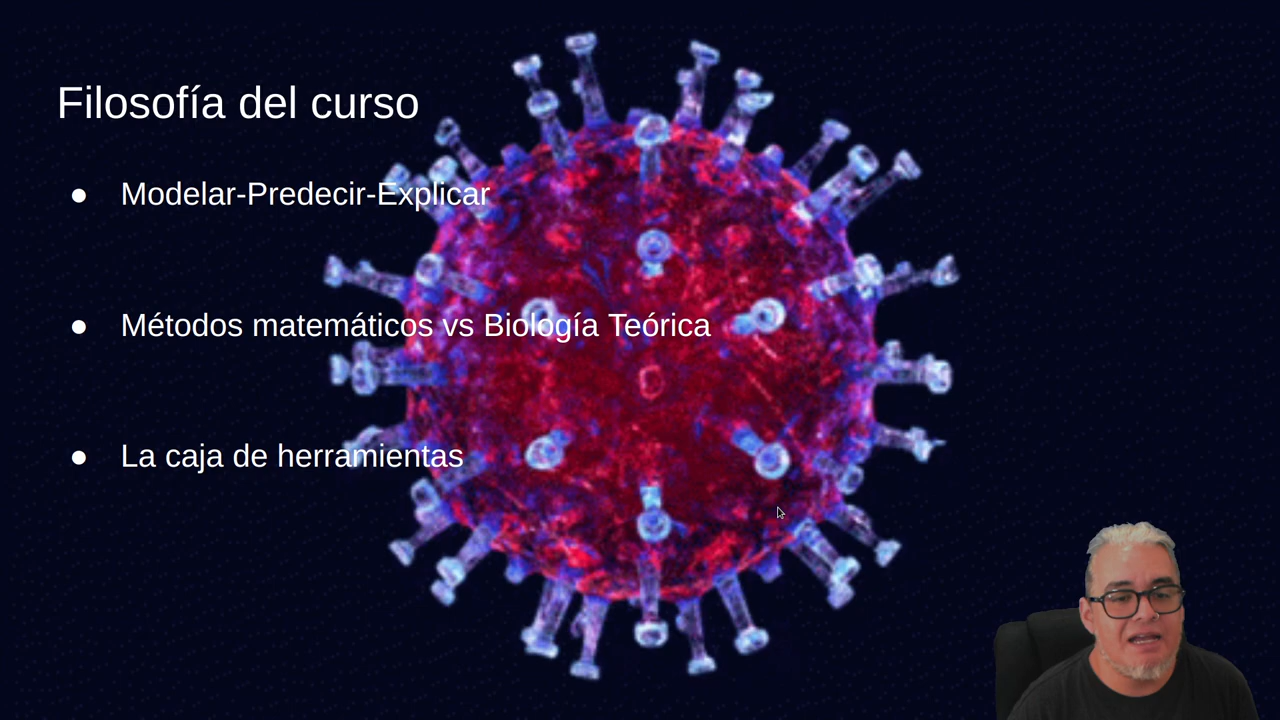 Filosofía del curso
● Modelar-Predecir-Explicar
● Métodos matemáticos vs Biología Teórica
● La caja de herramientas